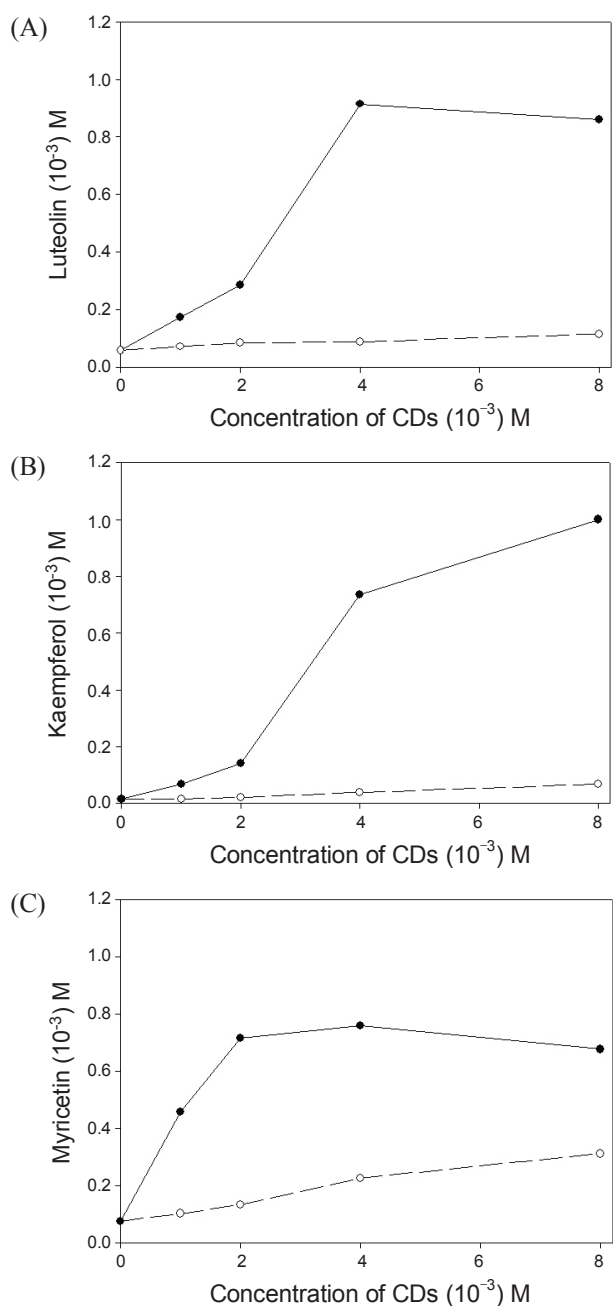 (A)
1.2
1.0
0.8
0.6
0.4
0.2
0.0
Luteolin (10⁻³) M
0 2 4 6 8
Concentration of CDs (10⁻³) M
(B)
1.2
1.0
0.8
0.6
0.4
0.2
0.0
Kaempferol (10⁻³) M
0 2 4 6 8
Concentration of CDs (10⁻³) M
(C)
1.2
1.0
0.8
0.6
0.4
0.2
0.0
Myricetin (10⁻³) M
0 2 4 6 8
Concentration of CDs (10⁻³) M